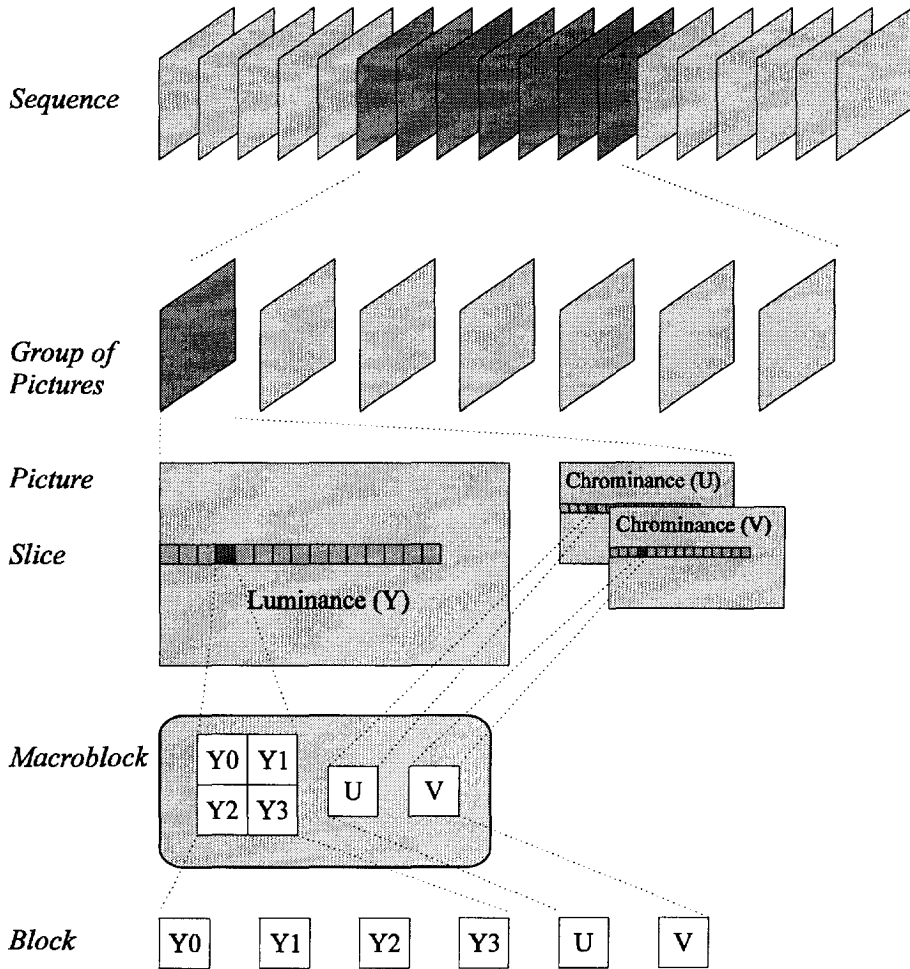 Sequence
Group of
Pictures
Picture
Chrominance (U)
Chrominance (V)
Slice
Luminance (Y)
Macroblock
Y0 Y1
Y2 Y3
U
V
Block
Y0 Y1 Y2 Y3 U V